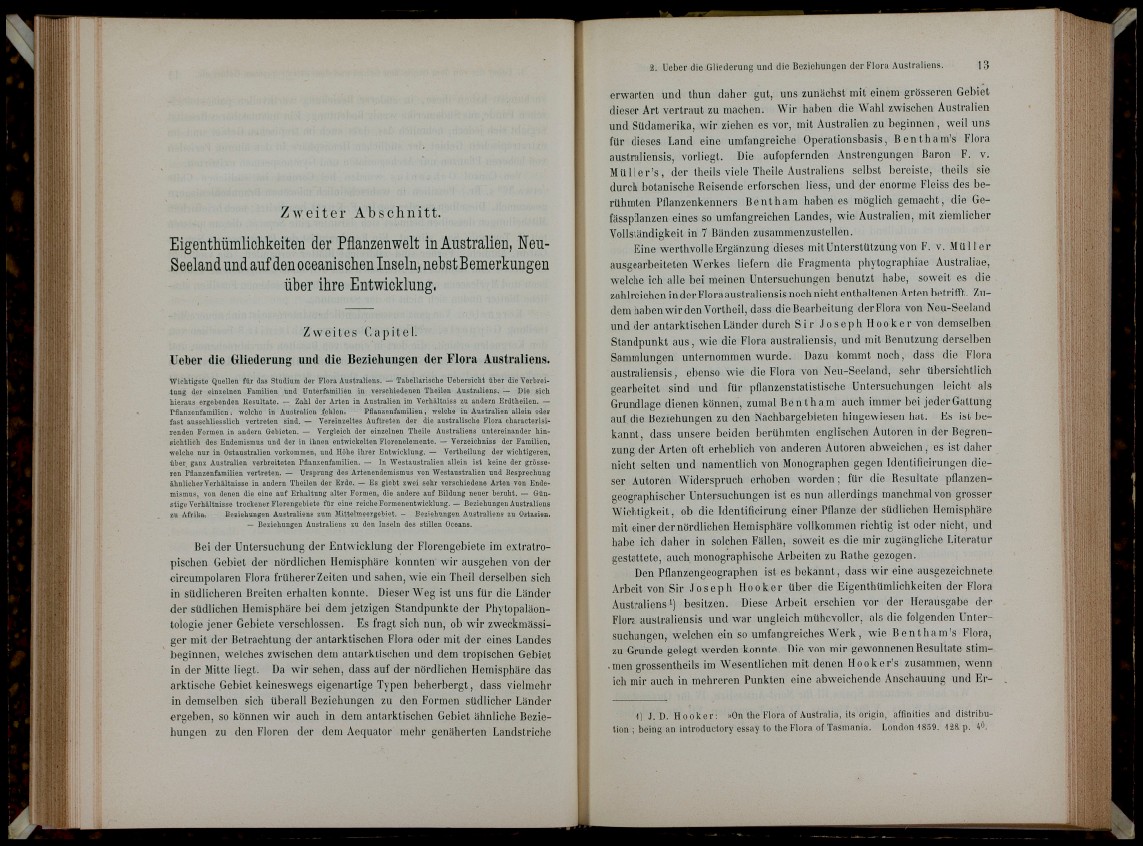 Zweiter Abschnitt.
Eigenthümlichkeiten der Pflanzenwelt in Australien, Neu-
Seeland und auf den oceanischen Inseln, nebst Bemerkungen
über ihre Entwicklung.
Zweites Capitel.
Ueber die Gliederung und die Beziehungen der Flora Australiens.
Wichtigste Quellen für das Studium der Flora Australiens. — Tabellarische Uebersicht über die Verbrei-
tung der einzelnen Familien und Unterfamilien in verschiedenen Theilen Australiens. — Die sich
hieraus ergebenden Resultate. — Zahl der Arten in Australien im Verhältniss zu andern Erdtheilen. —
Pflanzenfamilien, welche in Australien fehlen. Pflanzenfamilien, welche in Australien allein oder
fast ausschliesslich vertreten sind. — Vereinzeltes Auftreten der die australische Flora characterisi-
renden Formen in andern Gebieten. — Vergleich der einzelnen Theile Australiens untereinander hin-
sichtlich des Endemismus und der in ihnen entwickelten Florenelemente. — Verzeichniss der Familien,
welche nur in Ostaustralien vorkommen, und Höhe ihrer Entwicklung. — Vertheilung der wichtigeren,
über ganz Australien verbreiteten Pflanzenfamilien. — In Westaustralien allein ist keine der grösse-
ren Pflanzenfamilien vertreten. — Ursprung des Artenendemismus von Westaustralien und Besprechung
ähnlicher Verhältnisse in andern Theilen der Erde. — Es giebt zwei sehr verschiedene Arten von Ende-
mismus, von denen die eine auf Erhaltung alter Formen, die andere auf Bildung neuer beruht. — Gün-
stige Verhältnisse trockener Florengebiete für eine reiche Formenentwicklung. — Beziehungen Australiens
zu Afrika. Beziehungen Australiens zum Mittelmeergebiet. – Beziehungen Australiens zu Ostasien.
— Beziehungen Australiens zu den Inseln des stillen Oceans.
Bei der Untersuchung der Entwicklung der Florengebiete im extratro-
pischen Gebiet der nördlichen Hemisphäre konnten wir ausgehen von der
circumpolaren Flora früherer Zeiten und sahen, wie ein Theil derselben sich
in südlicheren Breiten erhalten konnte. Dieser Weg ist uns für die Länder
der südlichen Hemisphäre bei dem jetzigen Standpunkte der Phytopaläon-
tologie jener Gebiete verschlossen. Es fragt sich nun, ob wir zweckmässi-
ger mit der Betrachtung der antarktischen Flora oder mit der eines Landes
beginnen, welches zwischen dem antarktischen und dem tropischen Gebiet
in der Mitte liegt. Da wir sehen, dass auf der nördlichen Hemisphäre das
arktische Gebiet keineswegs eigenartige Typen beherbergt, dass vielmehr
in demselben sich überall Beziehungen zu den Formen südlicher Länder
ergeben, so können wir auch in dem antarktischen Gebiet ähnliche Bezie-
hungen zu den Floren der dem Aequator mehr genäherten Landstriche
2. Ueber die Gliederung und die Beziehungen der Flora Australiens. 13
erwarten und thun daher gut, uns zunächst mit einem grösseren Gebiet
dieser Art vertraut zu machen. Wir haben die Wahl zwischen Australien
und Südamerika, wir ziehen es vor, mit Australien zu beginnen, weil uns
für dieses Land eine umfangreiche Operationsbasis, Bentham's Flora
australiensis, vorliegt. Die aufopfernden Anstrengungen Baron F. v.
Müller's, der theils viele Theile Australiens selbst bereiste, theils sie
durch botanische Reisende erforschen liess, und der enorme Fleiss des be-
rühmten Pflanzenkenners Bentham haben es möglich gemacht, die Ge-
fässpflanzen eines so umfangreichen Landes, wie Australien, mit ziemlicher
Vollständigkeit in 7 Bänden zusammenzustellen.
Eine werthvolle Ergänzung dieses mit Unterstützung von F. v. Müller
ausgearbeiteten Werkes liefern die Fragmenta phytographiae Australiae,
welche ich alle bei meinen Untersuchungen benutzt habe, soweit es die
zahlreichen in der Flora australiensis noch nicht enthaltenen Arten betrifft. Zu-
dem haben wir den Vortheil, dass die Bearbeitung der Flora von Neu-Seeland
und der antarktischen Länder durch Sir Joseph Hooker von demselben
Standpunkt aus, wie die Flora australiensis, und mit Benutzung derselben
Sammlungen unternommen wurde. Dazu kommt noch, dass die Flora
australiensis, ebenso wie die Flora von Neu-Seeland, sehr übersichtlich
gearbeitet sind und für pflanzenstatistische Untersuchungen leicht als
Grundlage dienen können, zumal Bentham auch immer bei jeder Gattung
auf die Beziehungen zu den Nachbargebieten hingewiesen hat. Es ist be-
kannt, dass unsere beiden berühmten englischen Autoren in der Begren-
zung der Arten oft erheblich von anderen Autoren abweichen, es ist daher
nicht selten und namentlich von Monographen gegen Identificirungen die-
ser Autoren Widerspruch erhoben worden; für die Resultate pflanzen-
geographischer Untersuchungen ist es nun allerdings manchmal von grosser
Wichtigkeit, ob die Identificirung einer Pflanze der südlichen Hemisphäre
mit einer der nördlichen Hemisphäre vollkommen richtig ist oder nicht, und
habe ich daher in solchen Fällen, soweit es die mir zugängliche Literatur
gestattete, auch monographische Arbeiten zu Rathe gezogen.
Den Pflanzengeographen ist es bekannt, dass wir eine ausgezeichnete
Arbeit von Sir Joseph Hooker über die Eigenthümlichkeiten der Flora
Australiens¹) besitzen. Diese Arbeit erschien vor der Herausgabe der
Flora australiensis und war ungleich mühevoller, als die folgenden Unter-
suchungen, welchen ein so umfangreiches Werk, wie Bentham's Flora,
zu Grunde gelegt werden konnte. Die von mir gewonnenen Resultate stim-
men grossentheils im Wesentlichen mit denen Hooker's zusammen, wenn
ich mir auch in mehreren Punkten eine abweichende Anschauung und Er-
1) J. D. Hooker: »On the Flora of Australia, its origin, affinities and distribu-
tion; being an introductory essay to the Flora of Tasmania. London 1859. 128 p. 4⁰.